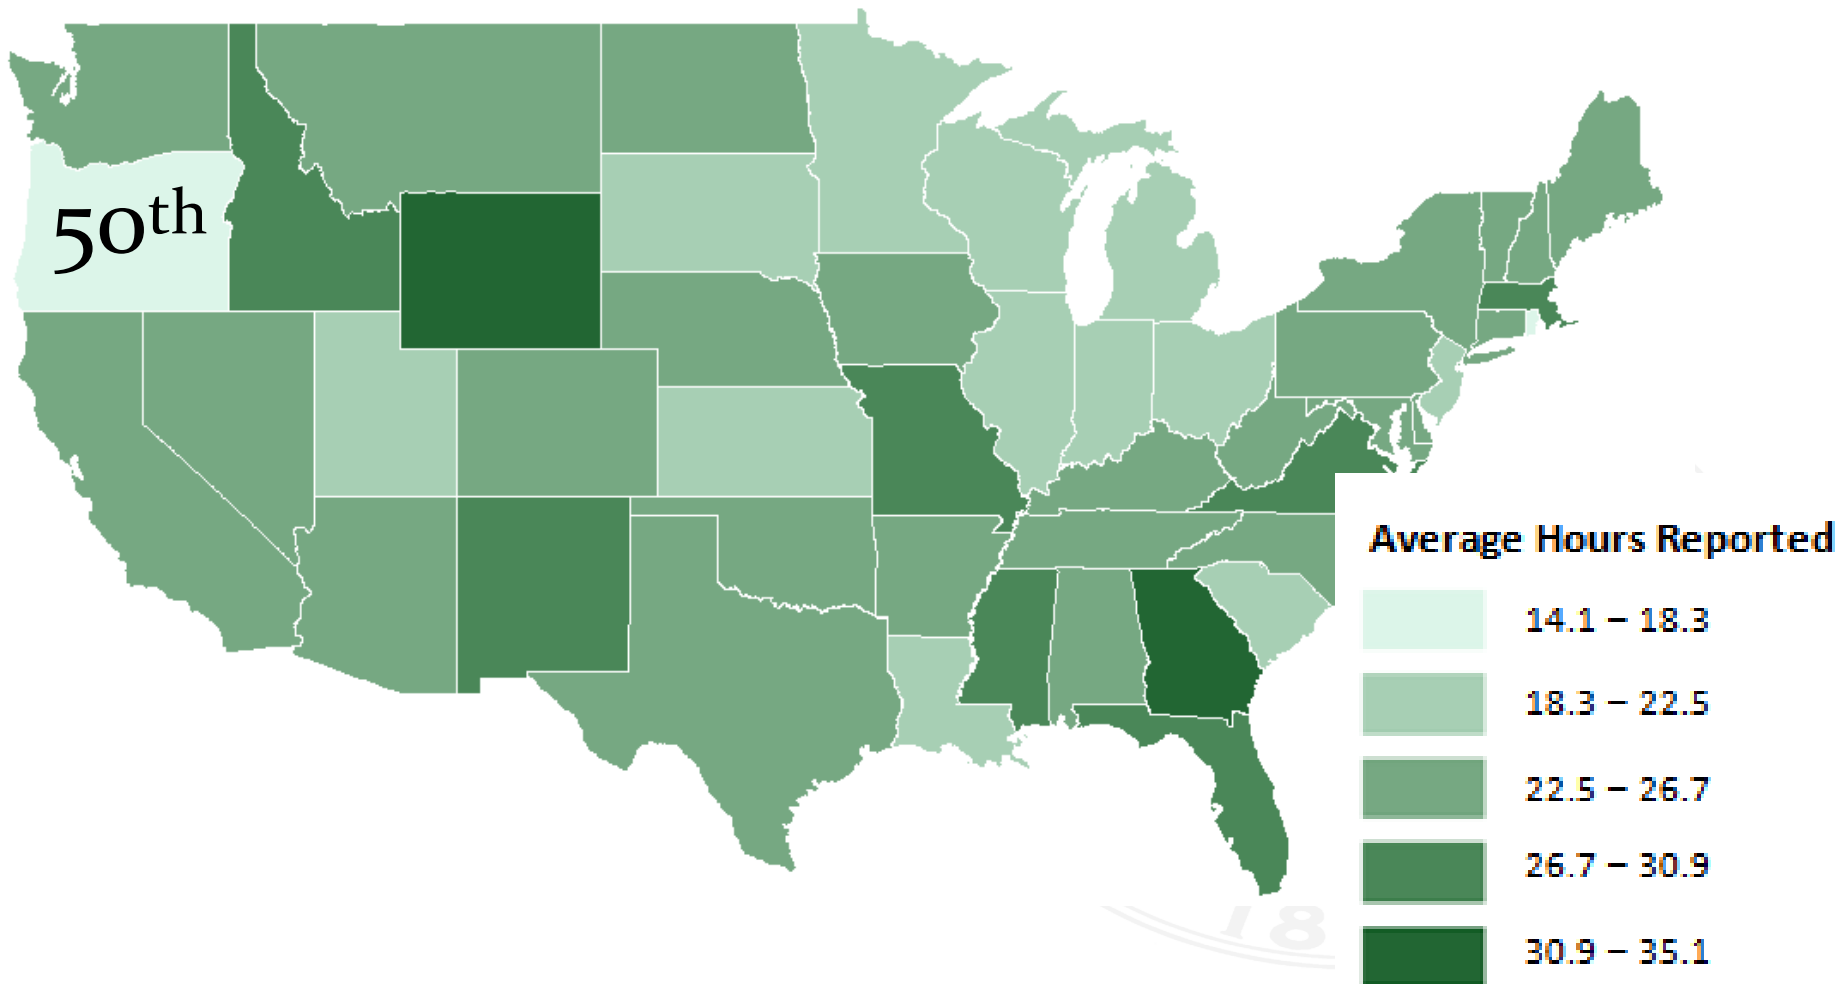 50th
Average Hours Reported
14.1 – 18.3
18.3 – 22.5
22.5 – 26.7
26.7 – 30.9
30.9 – 35.1
18